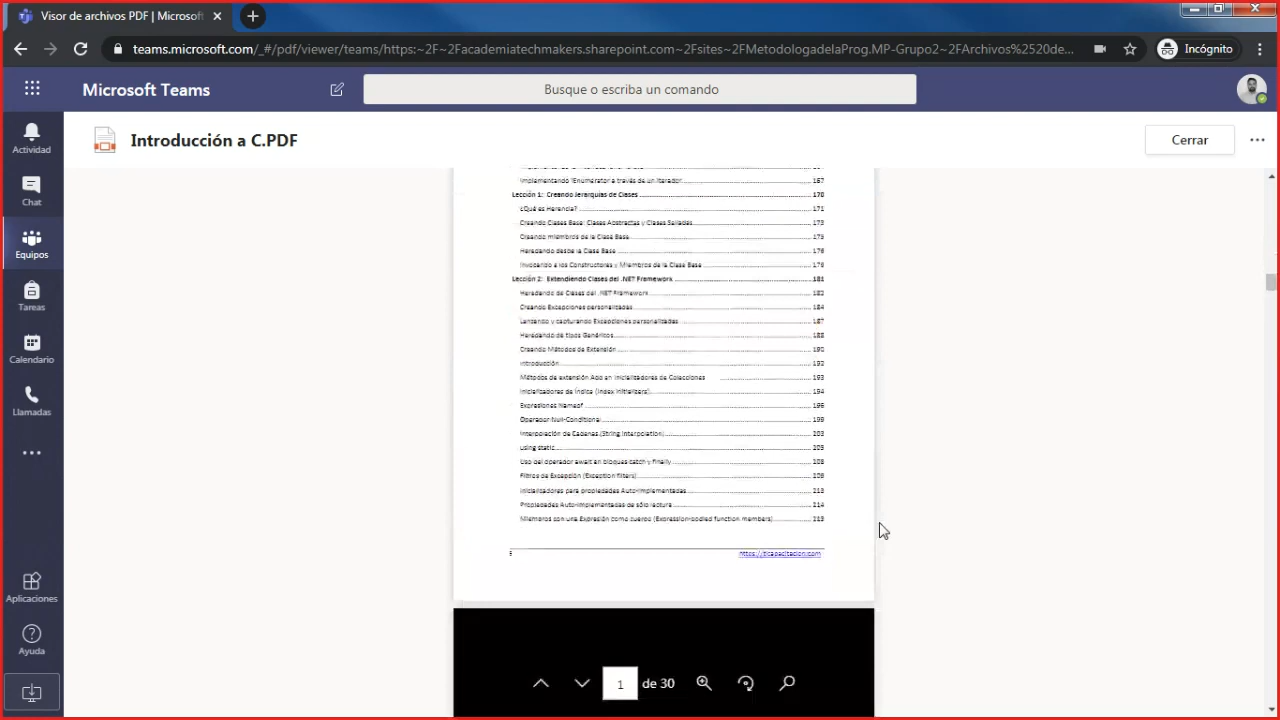 Visor de archivos PDF | Microsoft
teams.microsoft.com/_#/pdf/viewer/teams/https:~2F~2Facademiatechmakers.sharepoint.com~2Fsites~2FMetodologadelaProg.MP-Grupo2~2FArchivos%2520de...
Incógnito
Microsoft Teams
Busque o escriba un comando
Actividad
Chat
Equipos
Tareas
Calendario
Llamadas
Aplicaciones
Ayuda
Introducción a C.PDF
Cerrar
Implementando IEnumerator a través de un Iterador 167
Lección 1: Creando Jerarquías de Clases 170
¿Qué es Herencia? 171
Creando Clases Base: Clases Abstractas y Clases Selladas 173
Creando miembros de la Clase Base 175
Heredando desde la Clase Base 176
Invocando a los Constructores y Miembros de la Clase Base 179
Lección 2: Extendiendo Clases del .NET Framework 181
Heredando de Clases del .NET Framework 182
Creando Excepciones personalizadas 184
Lanzando y capturando Excepciones personalizadas 187
Heredando de tipos Genéricos 188
Creando Métodos de Extensión 190
Introducción 192
Métodos de extensión Add en Inicializadores de Colecciones 193
Inicializadores de Índice (Index Initializers) 194
Expresiones Nameof 196
Operador Null-Conditional 199
Interpolación de Cadenas (String Interpolation) 203
using static 205
Uso del operador await en bloques catch y finally 208
Filtros de Excepción (Exception filters) 209
Inicializadores para propiedades Auto-Implementadas 213
Propiedades Auto-Implementadas de sólo lectura 214
Miembros con una Expresión como cuerpo (Expression-bodied function members) 215
https://ticapacitacion.com
1 de 30